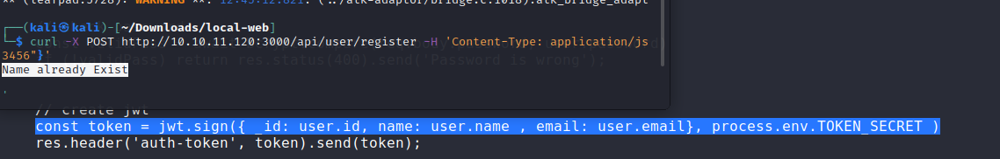 ** (leafpad:3728): WARNING **: 12:45:12.821: (../atk-adaptor/bridge.c:1018):atk_bridge_adapt
┌──(kali㉿kali)-[~/Downloads/local-web]
└─$ curl -X POST http://10.10.11.120:3000/api/user/register -H 'Content-Type: application/js
3456"}'
validPass) return res.status(400).send('Password is wrong');
Name already Exist
'
// create jwt
const token = jwt.sign({ _id: user.id, name: user.name , email: user.email}, process.env.TOKEN_SECRET )
res.header('auth-token', token).send(token);